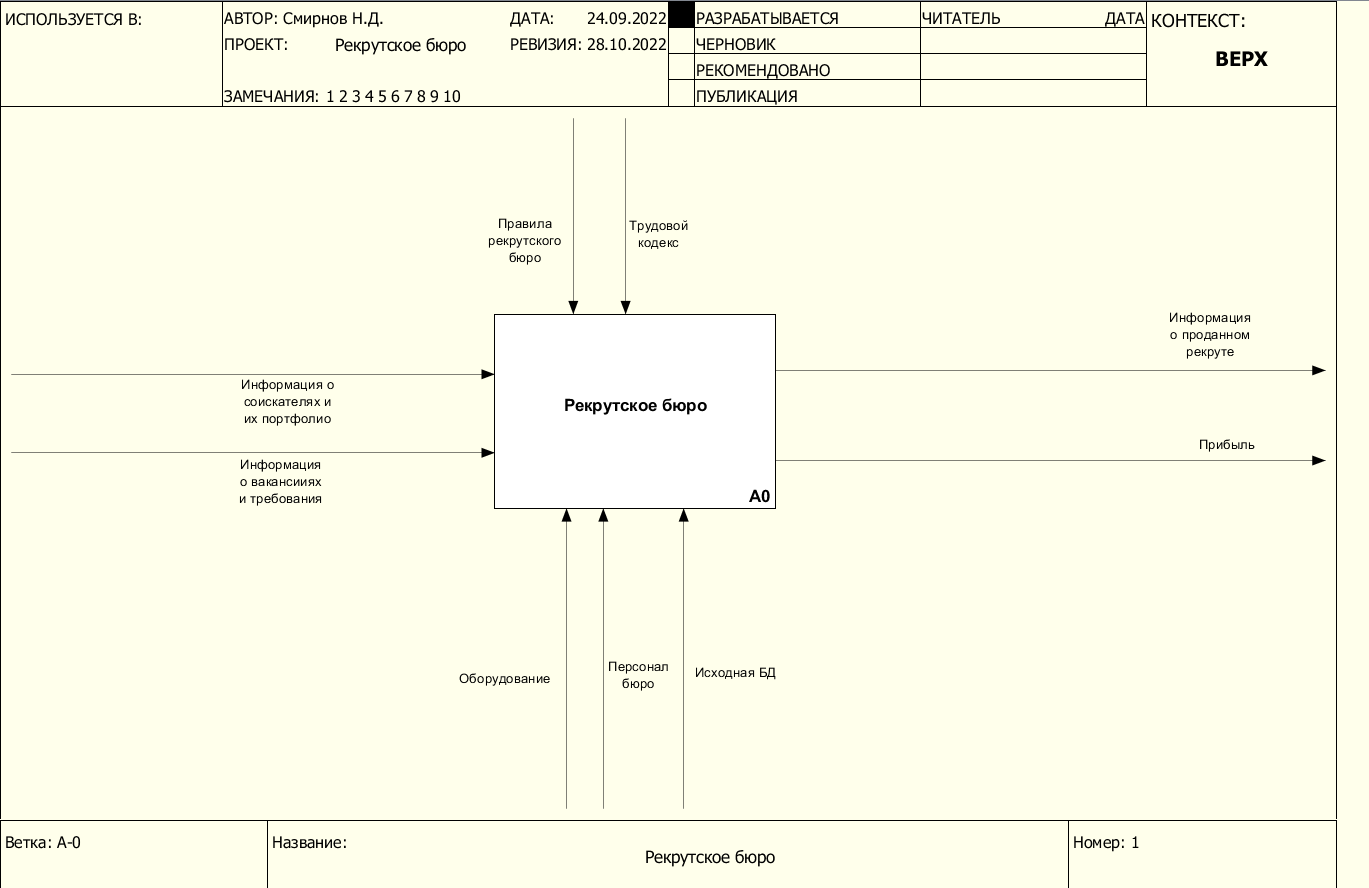 ИСПОЛЬЗУЕТСЯ В:
АВТОР: Смирнов Н.Д.
ДАТА: 24.09.2022
РАЗРАБАТЫВАЕТСЯ
ЧИТАТЕЛЬ
ДАТА
КОНТЕКСТ:
ПРОЕКТ: Рекрутское бюро
РЕВИЗИЯ: 28.10.2022
ЧЕРНОВИК
ВЕРХ
РЕКОМЕНДОВАНО
ЗАМЕЧАНИЯ: 1 2 3 4 5 6 7 8 9 10
ПУБЛИКАЦИЯ
Правила
рекрутского
бюро
Трудовой
кодекс
Информация
о проданном
рекруте
Информация о
соискателях и
их портфолио
Рекрутское бюро
Прибыль
Информация
о вакансииях
и требования
A0
Оборудование
Персонал
бюро
Исходная БД
Ветка: A-0
Название:
Рекрутское бюро
Номер: 1